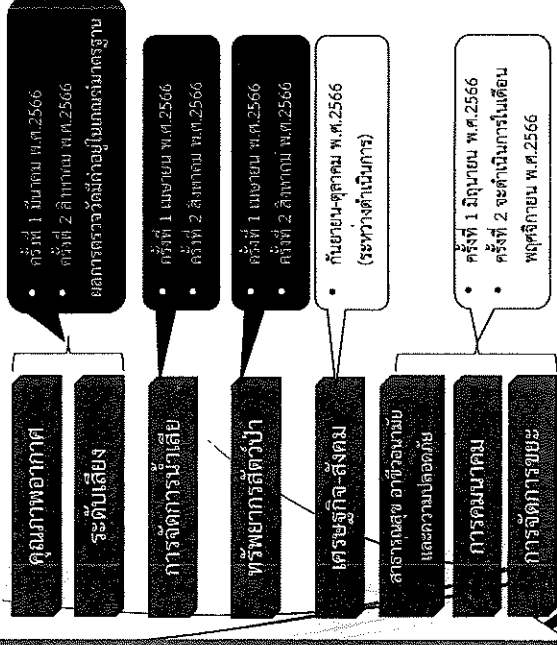 คุณภาพอากาศ
ระดับเสียง
• ครั้งที่ 1 มีนาคม พ.ศ.2566
• ครั้งที่ 2 สิงหาคม พ.ศ.2566
ผลการตรวจวัดมีค่าอยู่ในเกณฑ์มาตรฐาน
การจัดการน้ำเสีย
• ครั้งที่ 1 เมษายน พ.ศ.2566
• ครั้งที่ 2 สิงหาคม พ.ศ.2566
ทรัพยากรสัตว์ป่า
• ครั้งที่ 1 เมษายน พ.ศ.2566
• ครั้งที่ 2 สิงหาคม พ.ศ.2566
เศรษฐกิจ-สังคม
• กันยายน-ตุลาคม พ.ศ.2566
(ระหว่างดำเนินการ)
สาธารณสุข อาชีวอนามัย
และความปลอดภัย
การคมนาคม
การจัดการขยะ
• ครั้งที่ 1 มิถุนายน พ.ศ.2566
• ครั้งที่ 2 จะดำเนินการในเดือน
พฤศจิกายน พ.ศ.2566